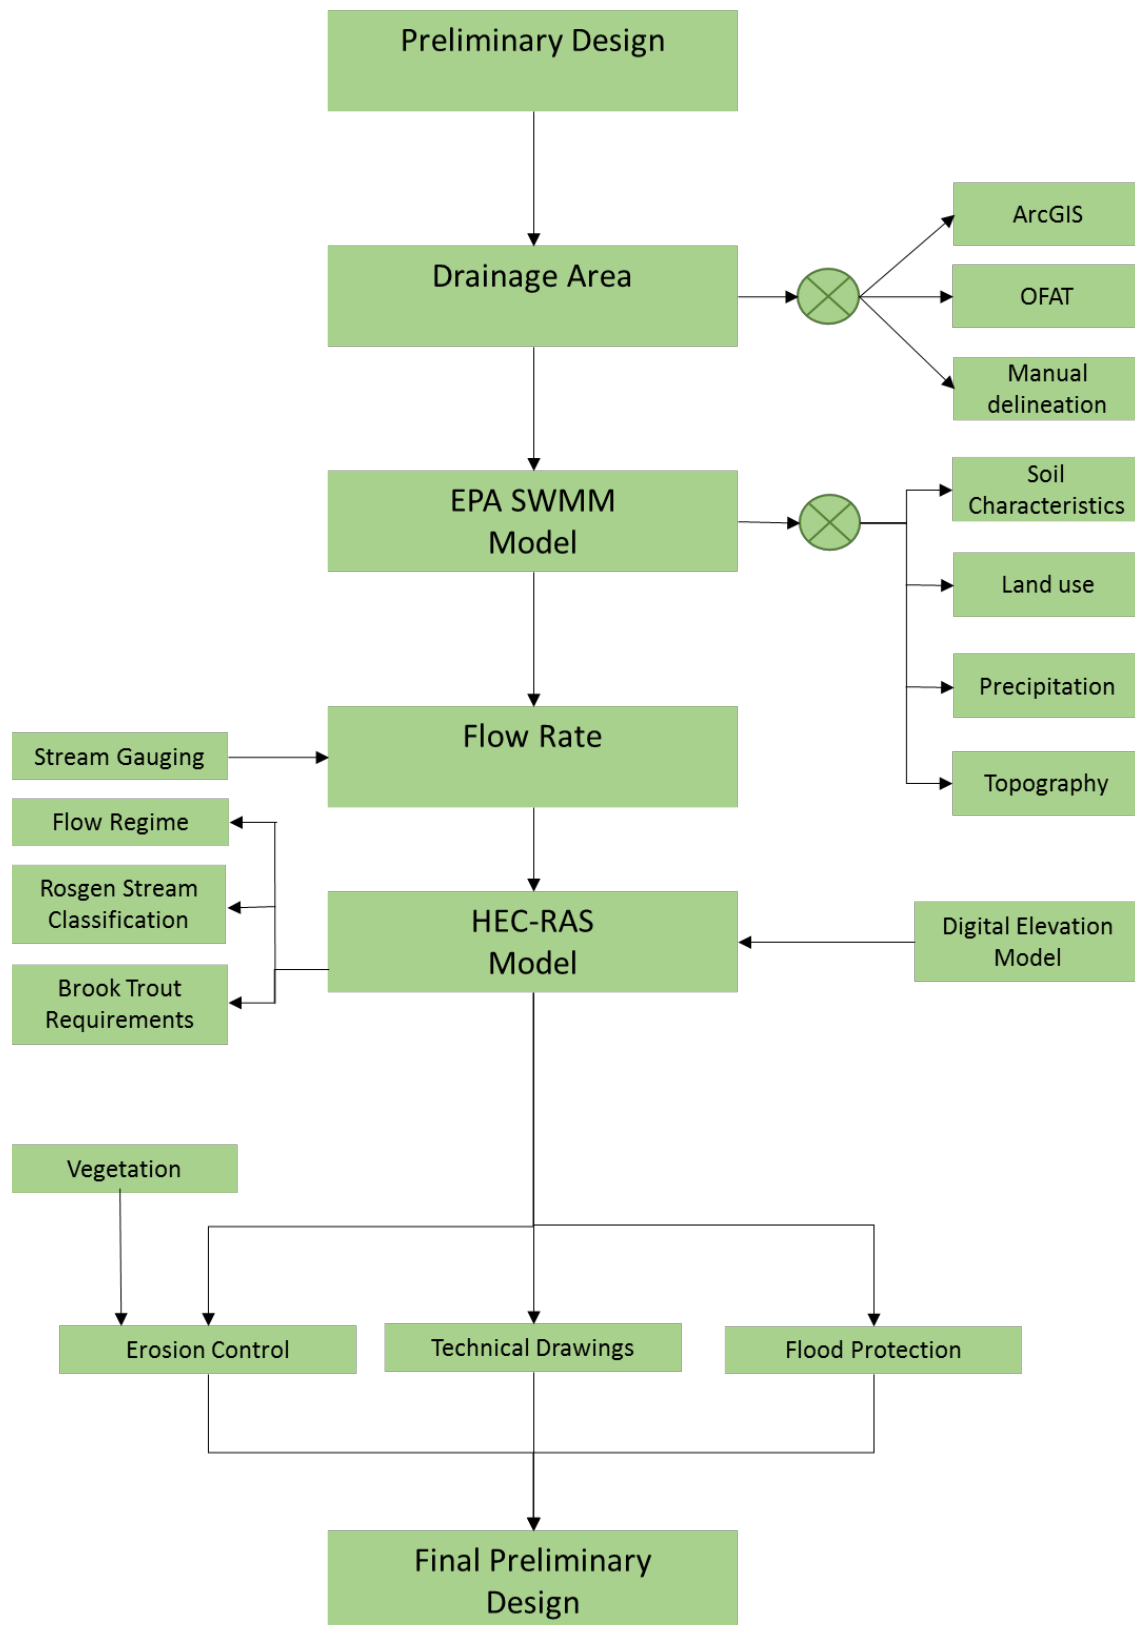 Preliminary Design
ArcGIS
Drainage Area
OFAT
Manual
delineation
EPA SWMM
Model
Soil
Characteristics
Land use
Precipitation
Flow Rate
Stream Gauging
Topography
Flow Regime
Rosgen Stream
Classification
HEC-RAS
Model
Digital Elevation
Model
Brook Trout
Requirements
Vegetation
Erosion Control
Technical Drawings
Flood Protection
Final Preliminary
Design